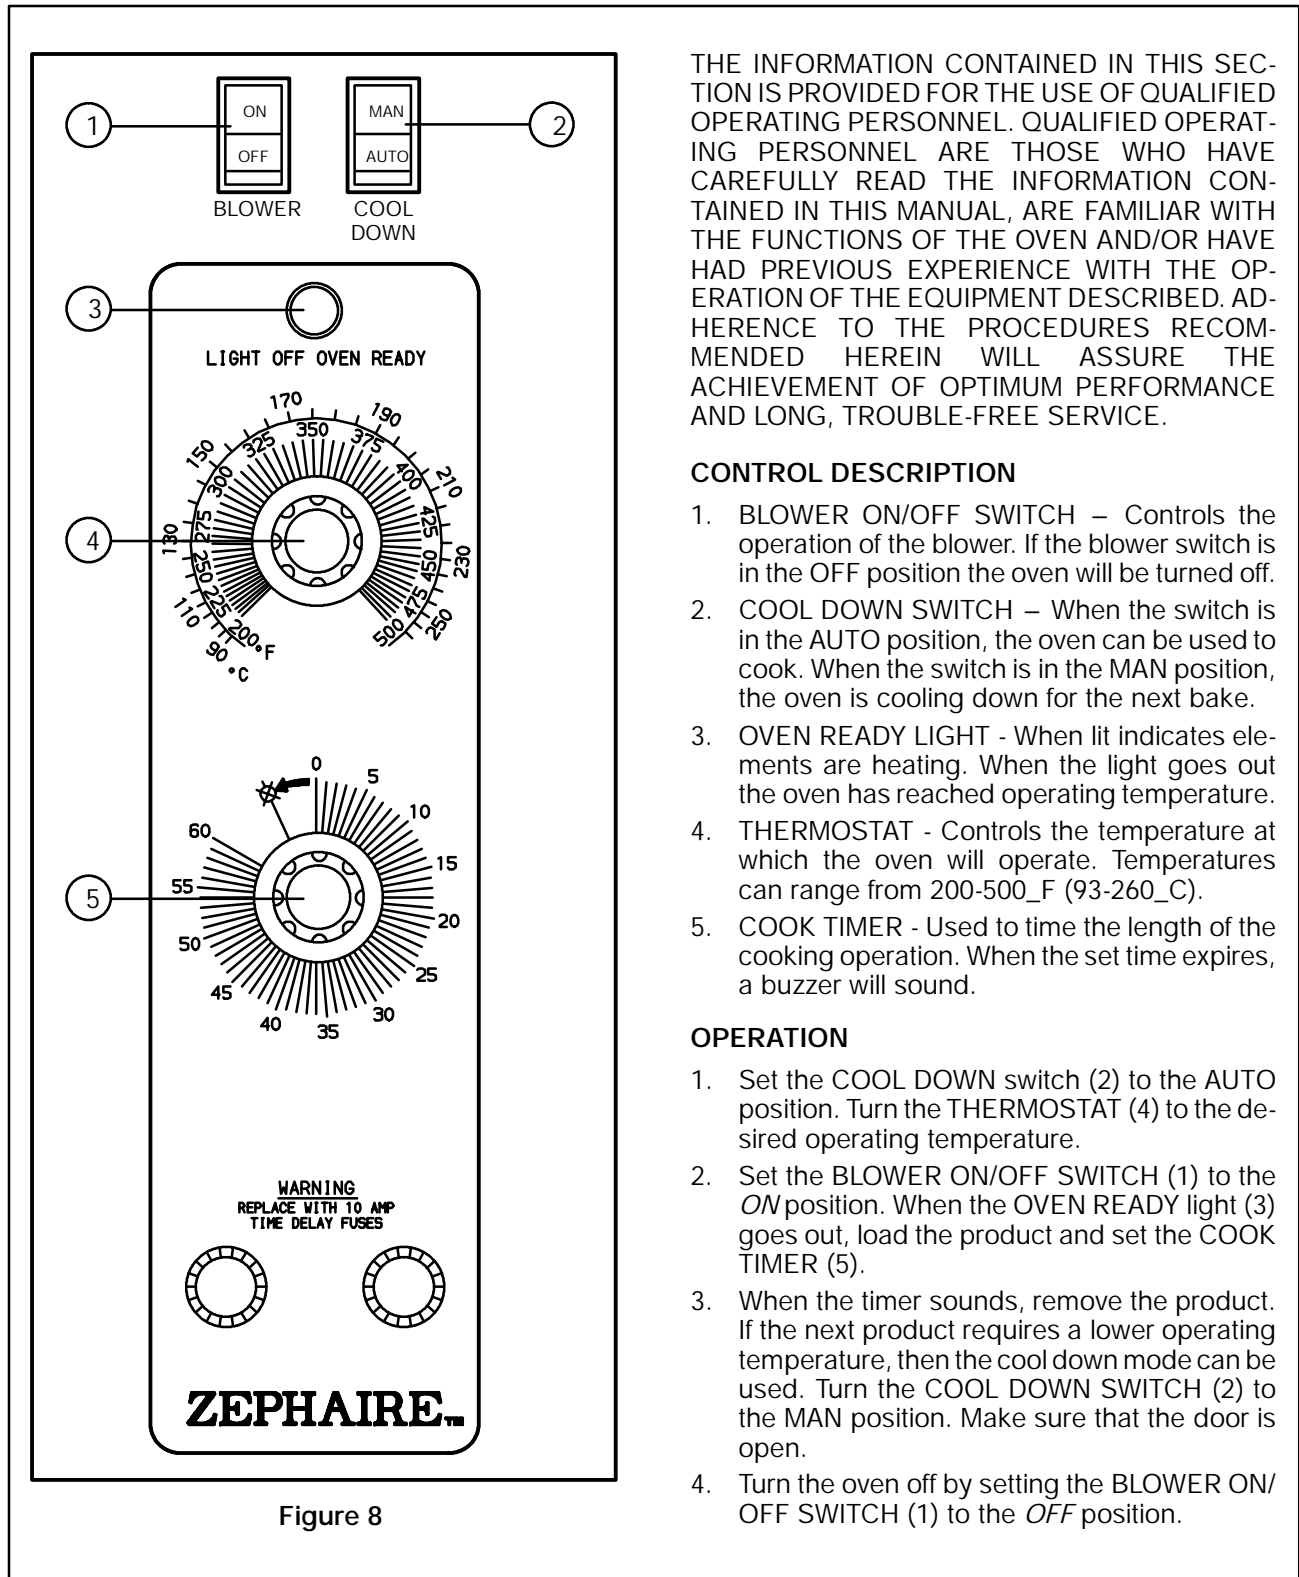 1
ON
OFF
BLOWER
MAN
AUTO
COOL
DOWN
2
3
LIGHT OFF OVEN READY
170
190
150
350
325
375
300
400
210
130
275
425
4
250
450
230
110
225
475
250
200°F
500
90
°C
0
5
10
60
15
55
5
20
50
25
45
30
40
35
WARNING
REPLACE WITH 10 AMP
TIME DELAY FUSES
ZEPHAIRE™
Figure 8
THE INFORMATION CONTAINED IN THIS SEC-
TION IS PROVIDED FOR THE USE OF QUALIFIED
OPERATING PERSONNEL. QUALIFIED OPERAT-
ING PERSONNEL ARE THOSE WHO HAVE
CAREFULLY READ THE INFORMATION CON-
TAINED IN THIS MANUAL, ARE FAMILIAR WITH
THE FUNCTIONS OF THE OVEN AND/OR HAVE
HAD PREVIOUS EXPERIENCE WITH THE OP-
ERATION OF THE EQUIPMENT DESCRIBED. AD-
HERENCE TO THE PROCEDURES RECOM-
MENDED HEREIN WILL ASSURE THE
ACHIEVEMENT OF OPTIMUM PERFORMANCE
AND LONG, TROUBLE-FREE SERVICE.
CONTROL DESCRIPTION
1. BLOWER ON/OFF SWITCH – Controls the
operation of the blower. If the blower switch is
in the OFF position the oven will be turned off.
2. COOL DOWN SWITCH – When the switch is
in the AUTO position, the oven can be used to
cook. When the switch is in the MAN position,
the oven is cooling down for the next bake.
3. OVEN READY LIGHT - When lit indicates ele-
ments are heating. When the light goes out
the oven has reached operating temperature.
4. THERMOSTAT - Controls the temperature at
which the oven will operate. Temperatures
can range from 200-500_F (93-260_C).
5. COOK TIMER - Used to time the length of the
cooking operation. When the set time expires,
a buzzer will sound.
OPERATION
1. Set the COOL DOWN switch (2) to the AUTO
position. Turn the THERMOSTAT (4) to the de-
sired operating temperature.
2. Set the BLOWER ON/OFF SWITCH (1) to the
ON position. When the OVEN READY light (3)
goes out, load the product and set the COOK
TIMER (5).
3. When the timer sounds, remove the product.
If the next product requires a lower operating
temperature, then the cool down mode can be
used. Turn the COOL DOWN SWITCH (2) to
the MAN position. Make sure that the door is
open.
4. Turn the oven off by setting the BLOWER ON/
OFF SWITCH (1) to the OFF position.